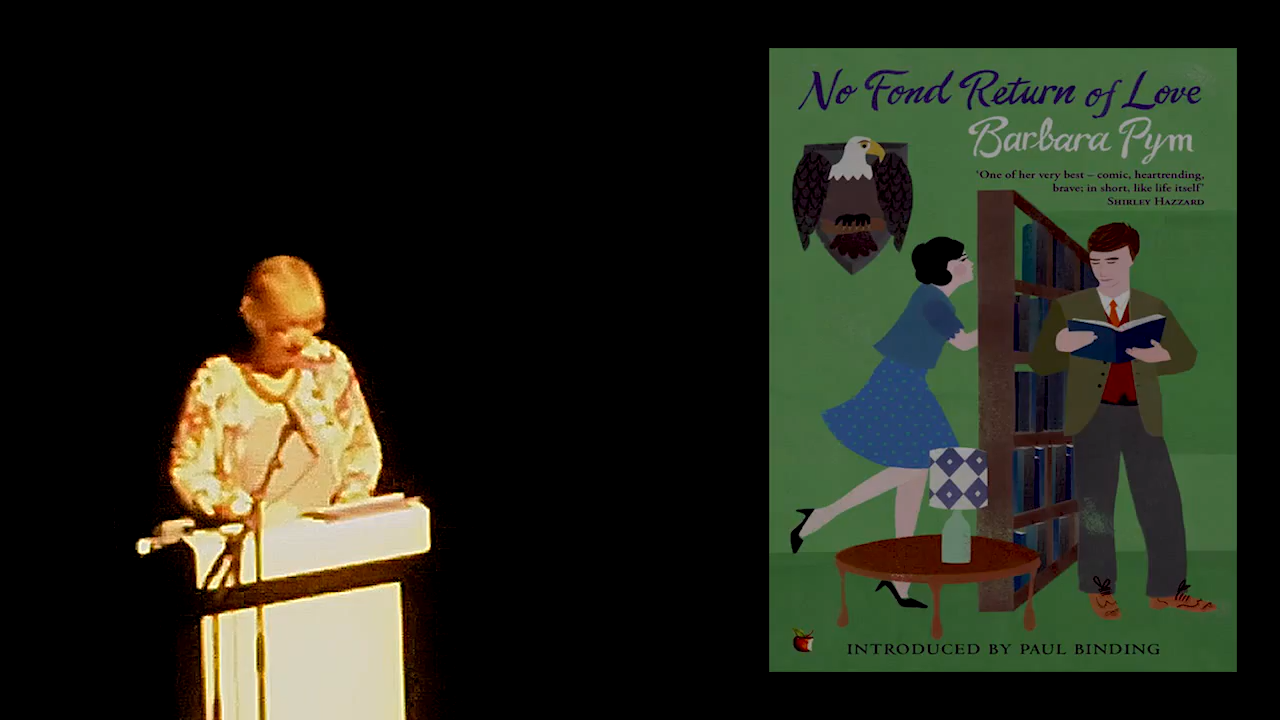 No Fond Return of Love
Barbara Pym
‘One of her very best – comic, heartrending,
brave; in short, like life itself’
Shirley Hazzard
INTRODUCED BY PAUL BINDING